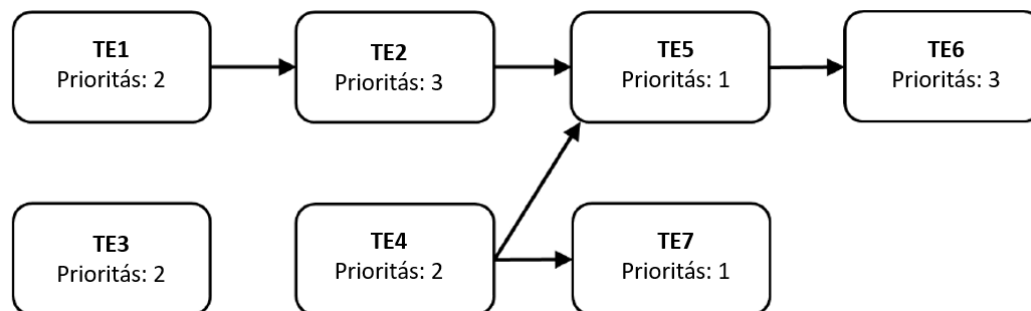 TE1
Prioritás: 2
TE2
Prioritás: 3
TE5
Prioritás: 1
TE6
Prioritás: 3
TE3
Prioritás: 2
TE4
Prioritás: 2
TE7
Prioritás: 1